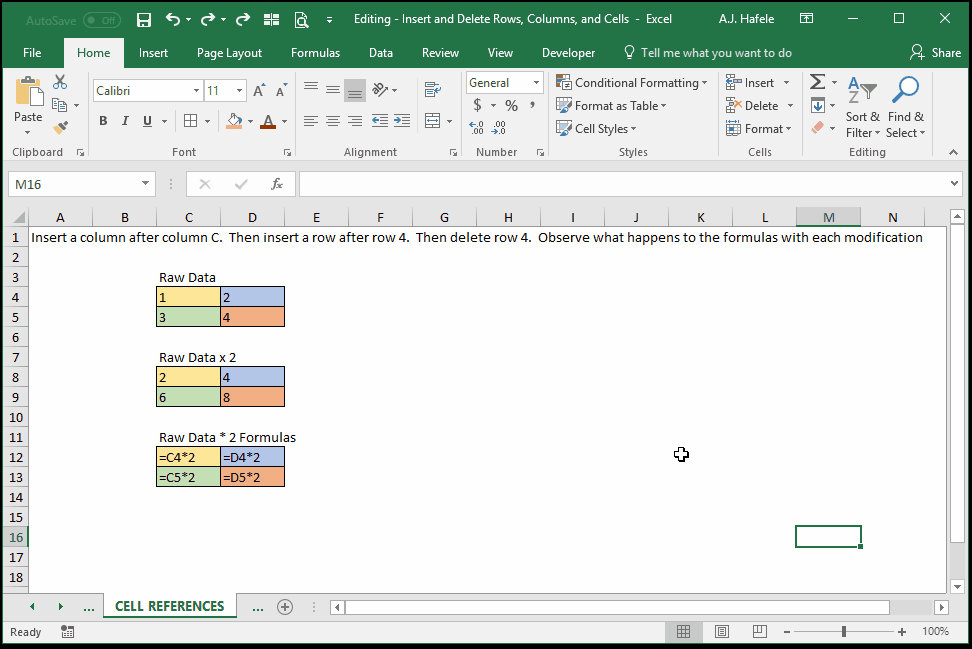 AutoSave Off Editing - Insert and Delete Rows, Columns, and Cells - Excel A.J. Hafele
File Home Insert Page Layout Formulas Data Review View Developer Tell me what you want to do Share
Calibri 11 A A General Conditional Formatting Insert Σ A Z
Paste B I U A $ % , Format as Table Delete Sort & Find &
.00 .0 Cell Styles Format Filter Select
Clipboard Font Alignment Number Styles Cells Editing
M16 fx
A B C D E F G H I J K L M N
1 Insert a column after column C. Then insert a row after row 4. Then delete row 4. Observe what happens to the formulas with each modification
2
3 Raw Data
4 1 2
5 3 4
6
7 Raw Data x 2
8 2 4
9 6 8
10
11 Raw Data * 2 Formulas
12 =C4*2 =D4*2
13 =C5*2 =D5*2
14
15
16
17
18
... CELL REFERENCES ...
Ready 100%